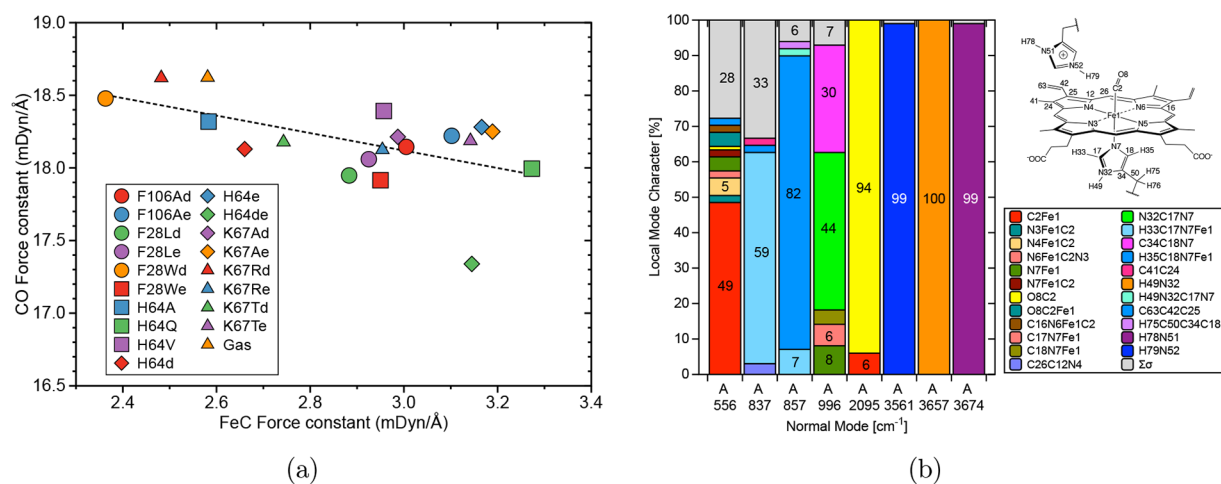 19.0
18.5
18.0
17.5
17.0
16.5
CO Force constant (mDyn/Å)
2.4 2.6 2.8 3.0 3.2 3.4
FeC Force constant (mDyn/Å)
F106Ad
F106Ae
F28Ld
F28Le
F28Wd
F28We
H64A
H64Q
H64V
H64d
H64e
H64de
K67Ad
K67Ae
K67Rd
K67Re
K67Td
K67Te
Gas
(a)
100
90
80
70
60
50
40
30
20
10
0
Local Mode Character [%]
28
5
49
33
59
6
82
7
7
30
44
6
8
94
6
99
100
99
A A A A A A A A
556 837 857 996 2095 3561 3657 3674
Normal Mode [cm⁻¹]
H78
N51
N52
H79
O8
C2
63
42
25
12
26
41
24
N4
N6
16
Fe1
N3
N5
N7
⁻OOC
COO⁻
17
18
H35
H33
N32
34
50
H75
H49
H76
C2Fe1
N3Fe1C2
N4Fe1C2
N6Fe1C2N3
N7Fe1
N7Fe1C2
O8C2
O8C2Fe1
C16N6Fe1C2
C17N7Fe1
C18N7Fe1
C26C12N4
N32C17N7
H33C17N7Fe1
C34C18N7
H35C18N7Fe1
C41C24
H49N32
H49N32C17N7
C63C42C25
H75C50C34C18
H78N51
H79N52
Σσ
(b)